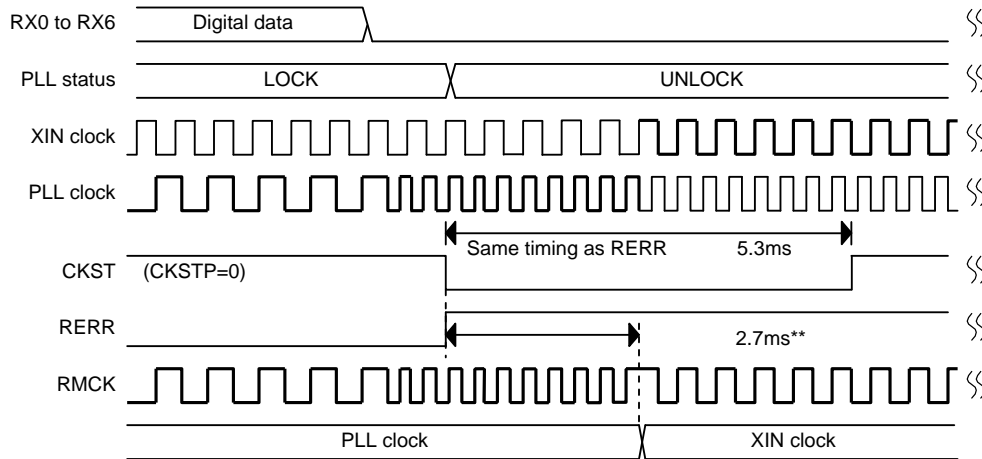 RX0 to RX6 Digital data
PLL status LOCK UNLOCK
XIN clock
PLL clock
Same timing as RERR 5.3ms
CKST (CKSTP=0)
RERR 2.7ms**
RMCK
PLL clock XIN clock